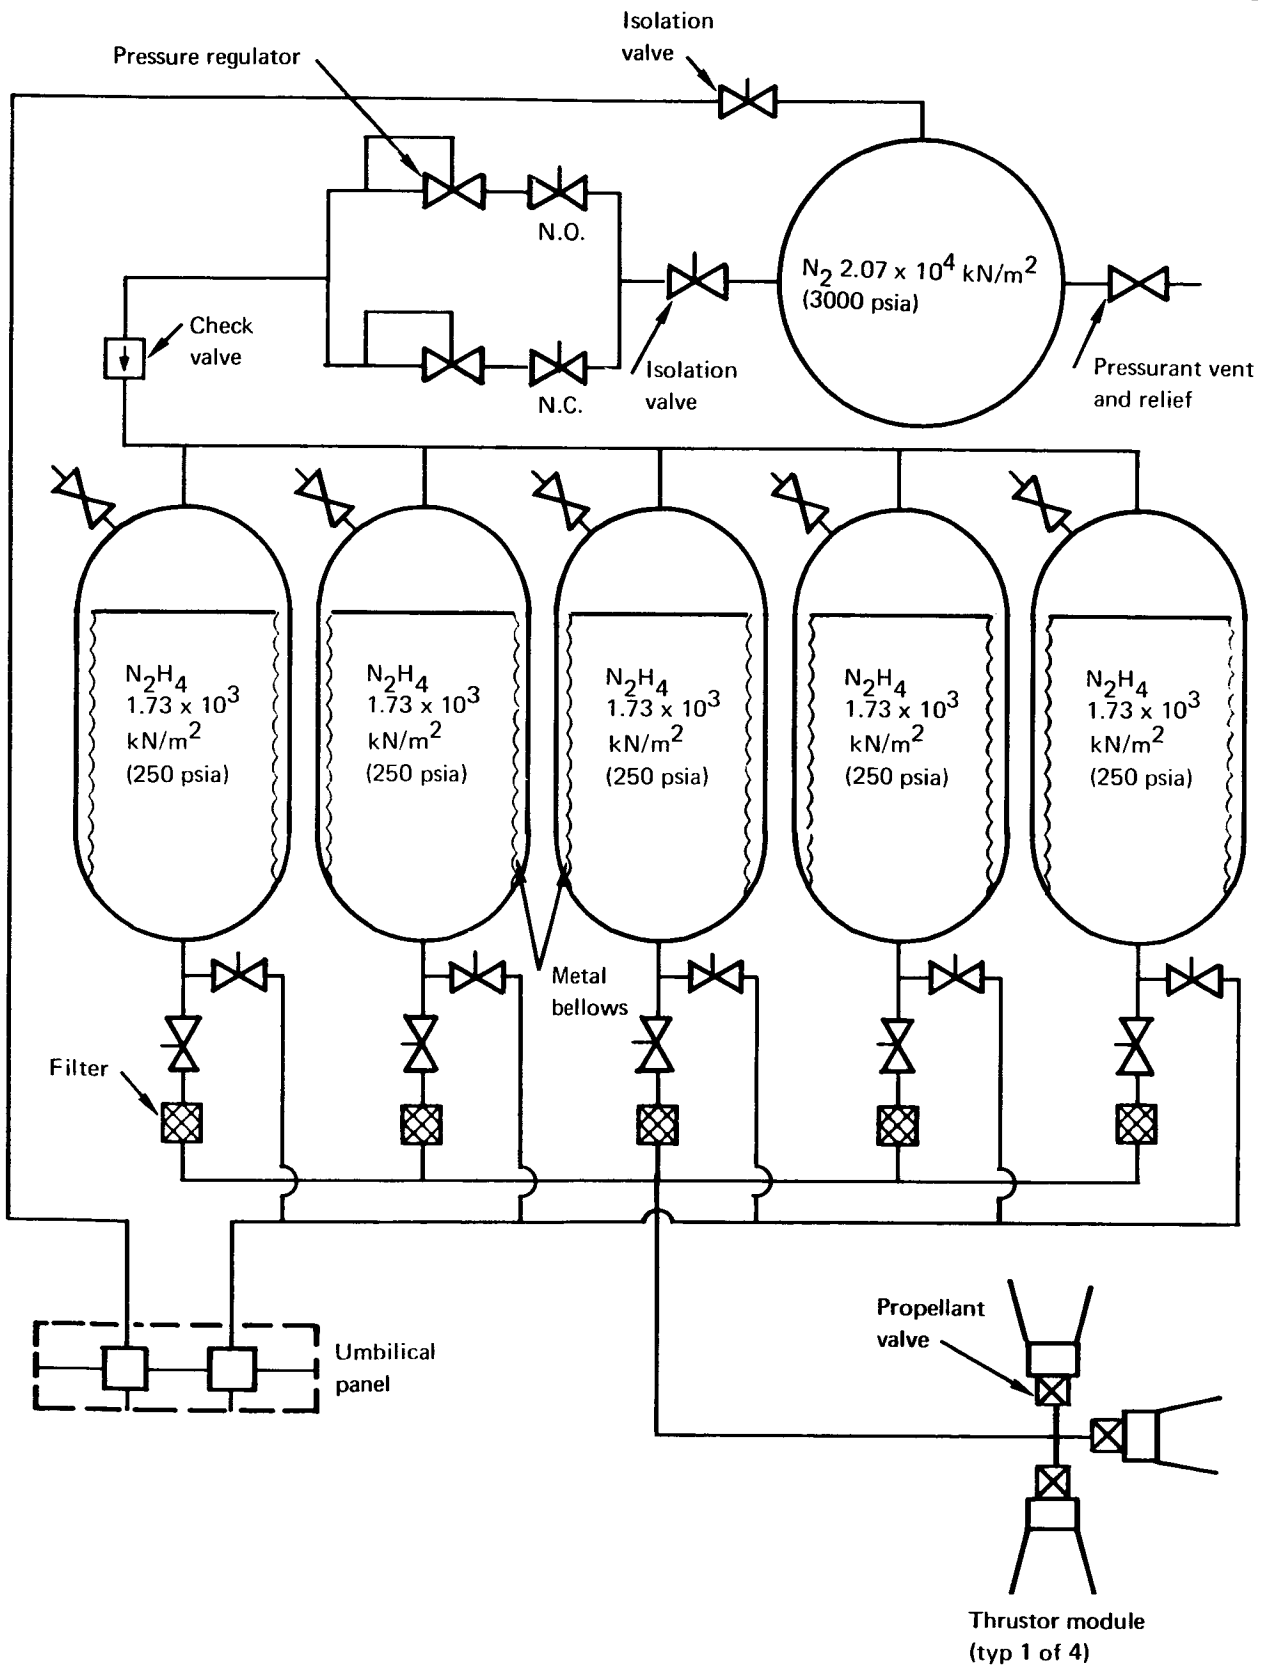 Isolation
valve
Pressure regulator
N.O.
N₂ 2.07 x 10⁴ kN/m²
(3000 psia)
Check
valve
Isolation
valve
Pressurant vent
and relief
N.C.
N₂H₄
1.73 x 10³
kN/m²
(250 psia)
N₂H₄
1.73 x 10³
kN/m²
(250 psia)
N₂H₄
1.73 x 10³
kN/m²
(250 psia)
N₂H₄
1.73 x 10³
kN/m²
(250 psia)
N₂H₄
1.73 x 10³
kN/m²
(250 psia)
Metal
bellows
Filter
Propellant
valve
Umbilical
panel
Thrustor module
(typ 1 of 4)